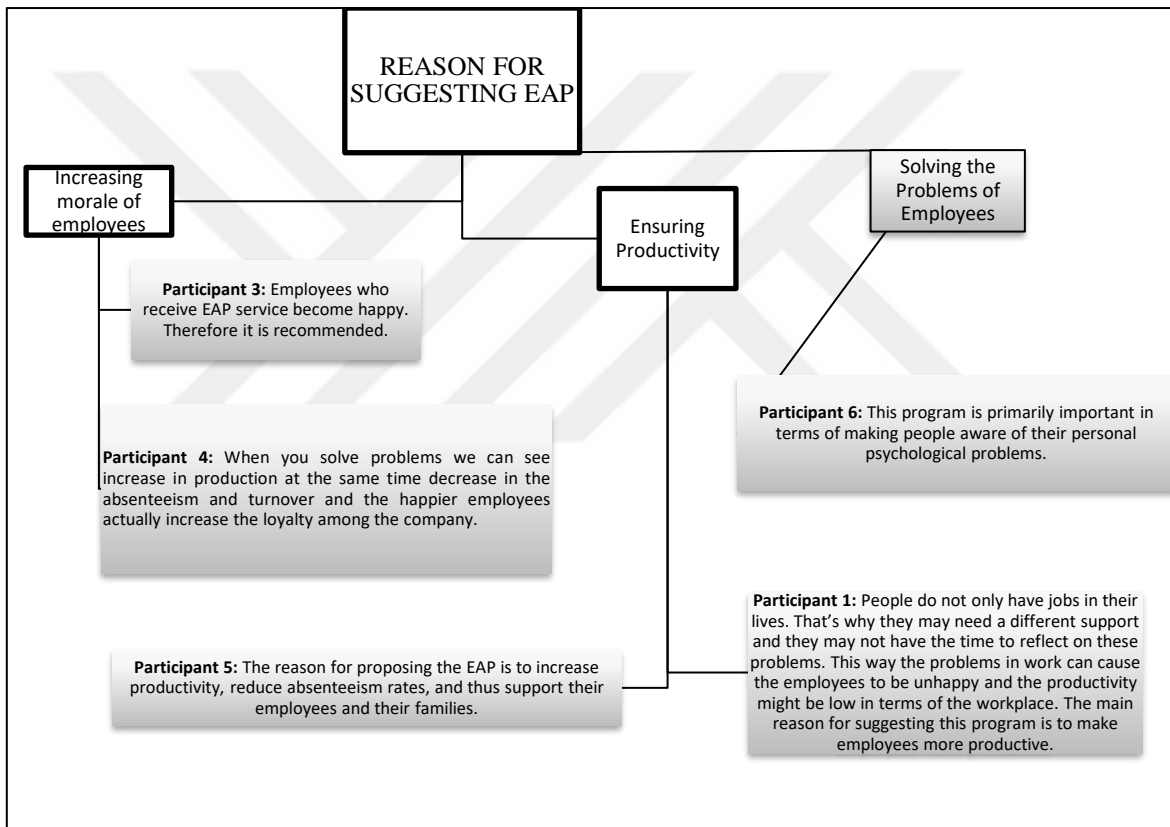 REASON FOR
SUGGESTING EAP
Increasing
morale of
employees
Solving the
Problems of
Employees
Ensuring
Productivity
Participant 3: Employees who
receive EAP service become happy.
Therefore it is recommended.
Participant 6: This program is primarily important in
terms of making people aware of their personal
psychological problems.
Participant 4: When you solve problems we can see
increase in production at the same time decrease in the
absenteeism and turnover and the happier employees
actually increase the loyalty among the company.
Participant 1: People do not only have jobs in their
lives. That’s why they may need a different support
and they may not have the time to reflect on these
problems. This way the problems in work can cause
the employees to be unhappy and the productivity
might be low in terms of the workplace. The main
reason for suggesting this program is to make
employees more productive.
Participant 5: The reason for proposing the EAP is to increase
productivity, reduce absenteeism rates, and thus support their
employees and their families.